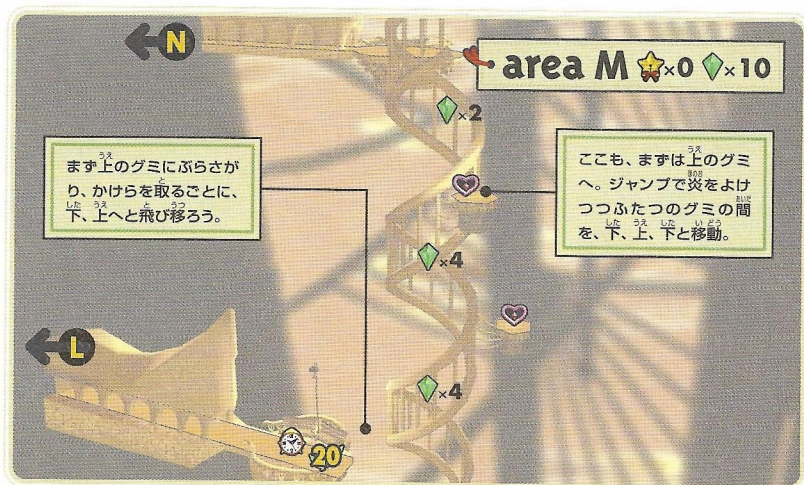 N
area M ×0 ×10
×2
まず上のグミにぶらさが
り、かけらを取るごとに、
下、上へと飛び移ろう。
ここも、まずは上のグミ
へ。ジャンプで炎をよけ
つつふたつのグミの間
を、下、上、下と移動。
×4
L
×4
20